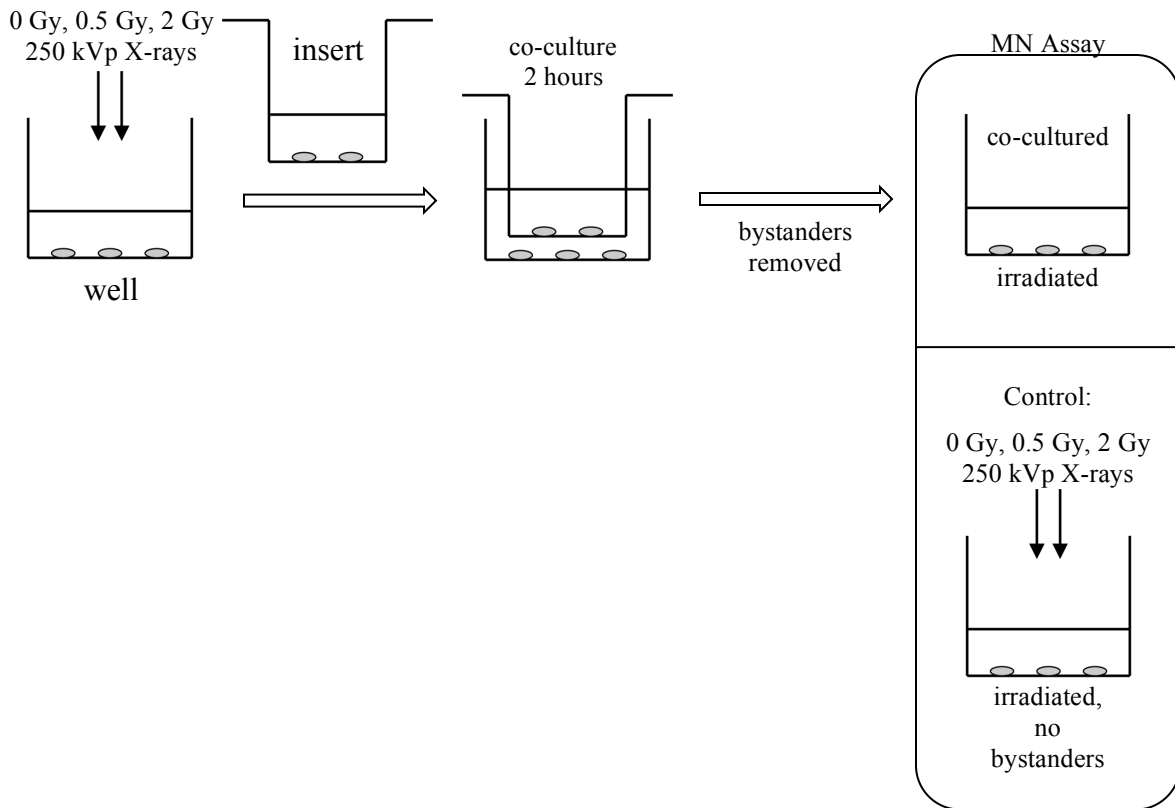 0 Gy, 0.5 Gy, 2 Gy
250 kVp X-rays
well
insert
co-culture
2 hours
bystanders
removed
MN Assay
co-cultured
irradiated
Control:
0 Gy, 0.5 Gy, 2 Gy
250 kVp X-rays
irradiated,
no
bystanders